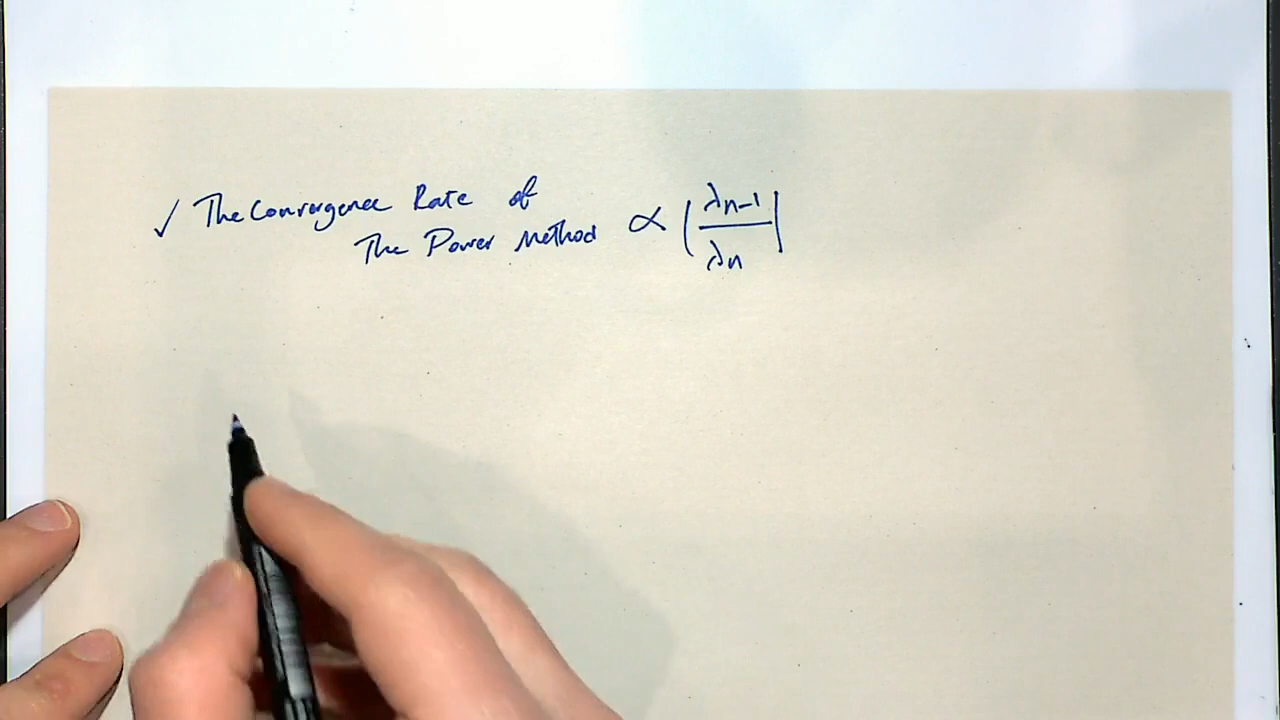 ✓ The Convergence Rate of
The Power Method ∝ |λn-1 / λn|